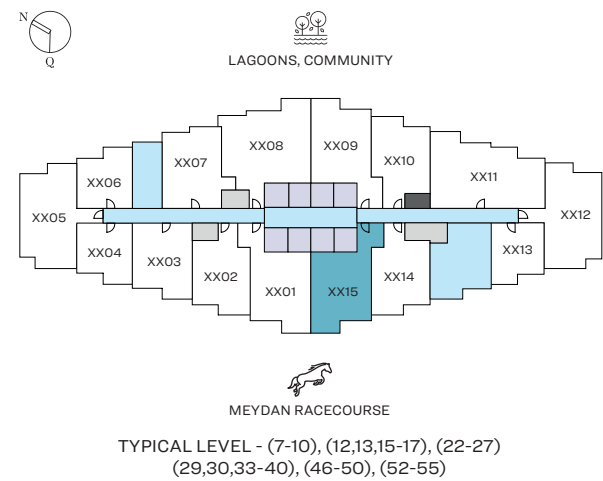 N
Q
LAGOONS, COMMUNITY
XX08
XX09
XX07
XX10
XX06
XX11
XX05
XX12
XX04
XX03
XX13
XX02
XX14
XX01
XX15
MEYDAN RACECOURSE
TYPICAL LEVEL - (7-10), (12,13,15-17), (22-27)
(29,30,33-40), (46-50), (52-55)